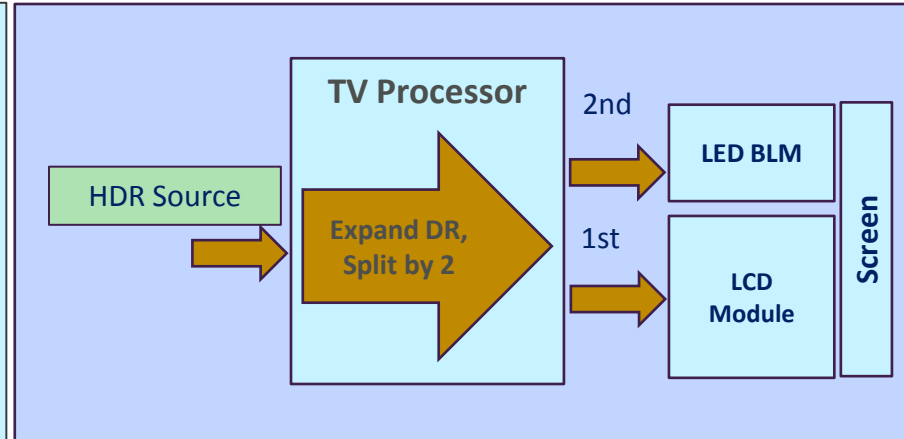 TV Processor
2nd
LED BLM
HDR Source
Expand DR,
Split by 2
1st
LCD
Module
Screen